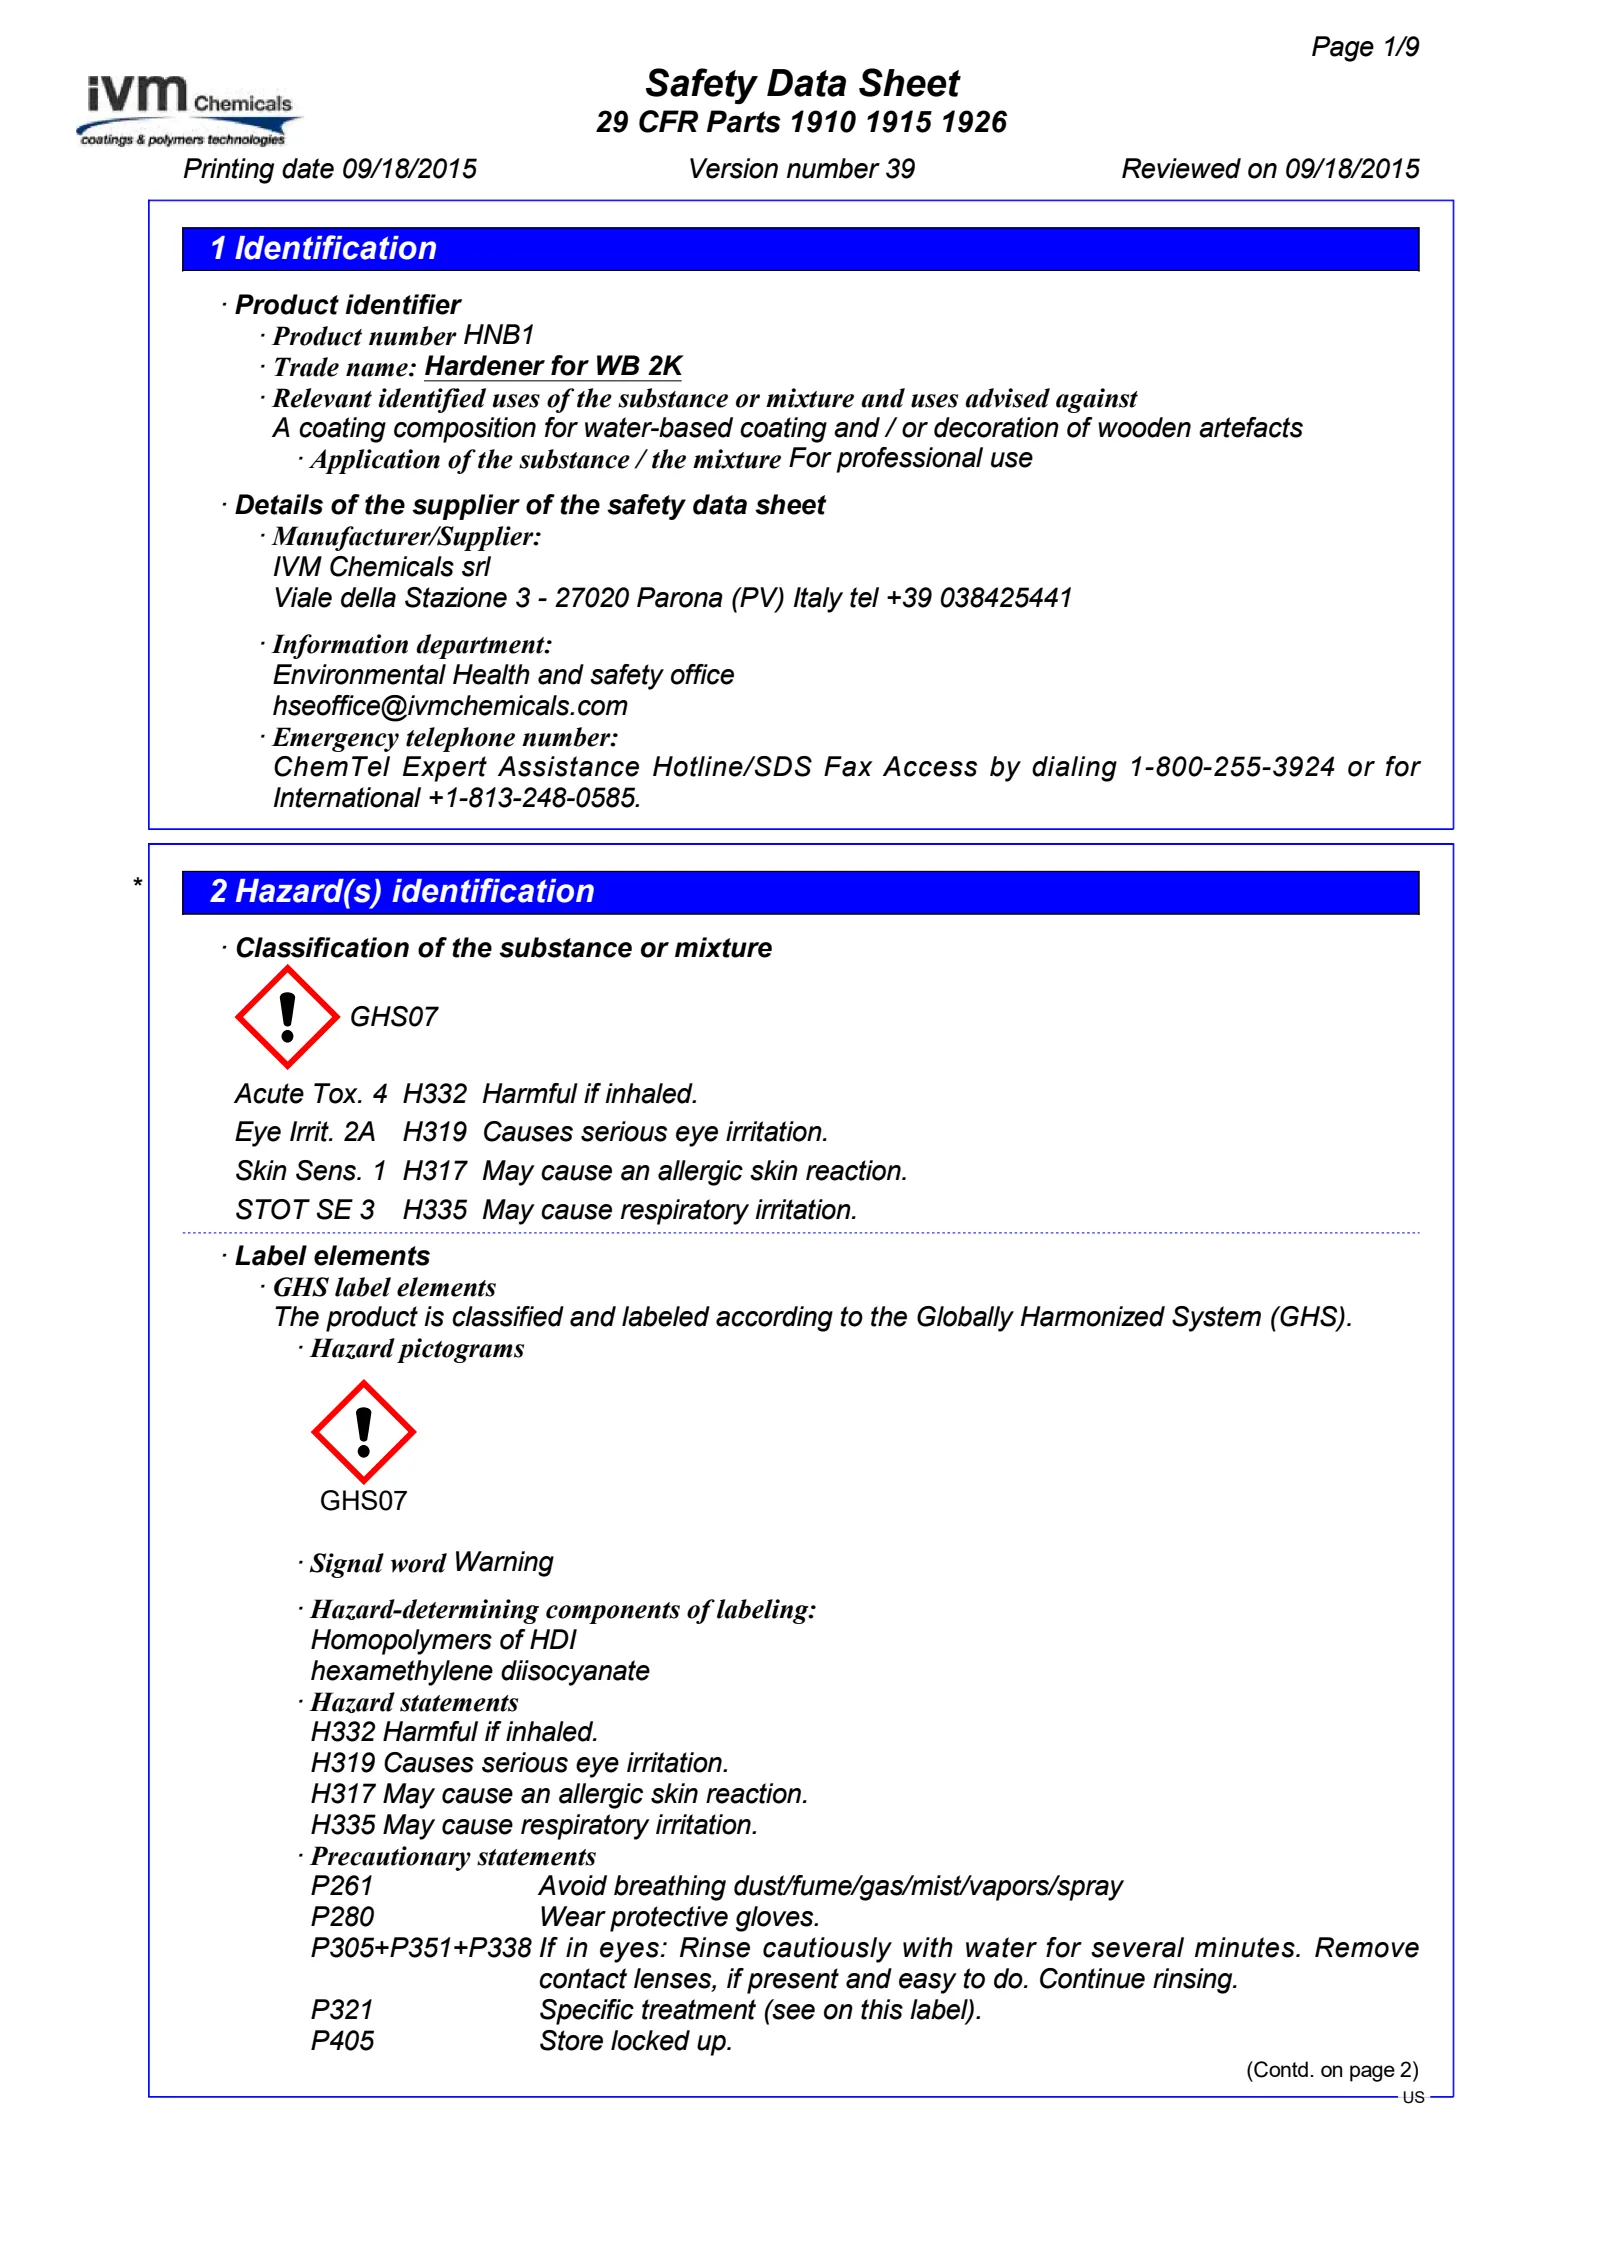 Page 1/9
ivm Chemicals
coatings & polymers technologies
Safety Data Sheet
29 CFR Parts 1910 1915 1926
Printing date 09/18/2015 Version number 39 Reviewed on 09/18/2015
1 Identification
· Product identifier
· Product number HNB1
· Trade name: Hardener for WB 2K
· Relevant identified uses of the substance or mixture and uses advised against
A coating composition for water-based coating and / or decoration of wooden artefacts
· Application of the substance / the mixture For professional use
· Details of the supplier of the safety data sheet
· Manufacturer/Supplier:
IVM Chemicals srl
Viale della Stazione 3 - 27020 Parona (PV) Italy tel +39 038425441
· Information department:
Environmental Health and safety office
hseoffice@ivmchemicals.com
· Emergency telephone number:
ChemTel Expert Assistance Hotline/SDS Fax Access by dialing 1-800-255-3924 or for
International +1-813-248-0585.
* 2 Hazard(s) identification
· Classification of the substance or mixture
GHS07
Acute Tox. 4 H332 Harmful if inhaled.
Eye Irrit. 2A H319 Causes serious eye irritation.
Skin Sens. 1 H317 May cause an allergic skin reaction.
STOT SE 3 H335 May cause respiratory irritation.
· Label elements
· GHS label elements
The product is classified and labeled according to the Globally Harmonized System (GHS).
· Hazard pictograms
GHS07
· Signal word Warning
· Hazard-determining components of labeling:
Homopolymers of HDI
hexamethylene diisocyanate
· Hazard statements
H332 Harmful if inhaled.
H319 Causes serious eye irritation.
H317 May cause an allergic skin reaction.
H335 May cause respiratory irritation.
· Precautionary statements
P261 Avoid breathing dust/fume/gas/mist/vapors/spray
P280 Wear protective gloves.
P305+P351+P338 If in eyes: Rinse cautiously with water for several minutes. Remove
contact lenses, if present and easy to do. Continue rinsing.
P321 Specific treatment (see on this label).
P405 Store locked up.
(Contd. on page 2)
US